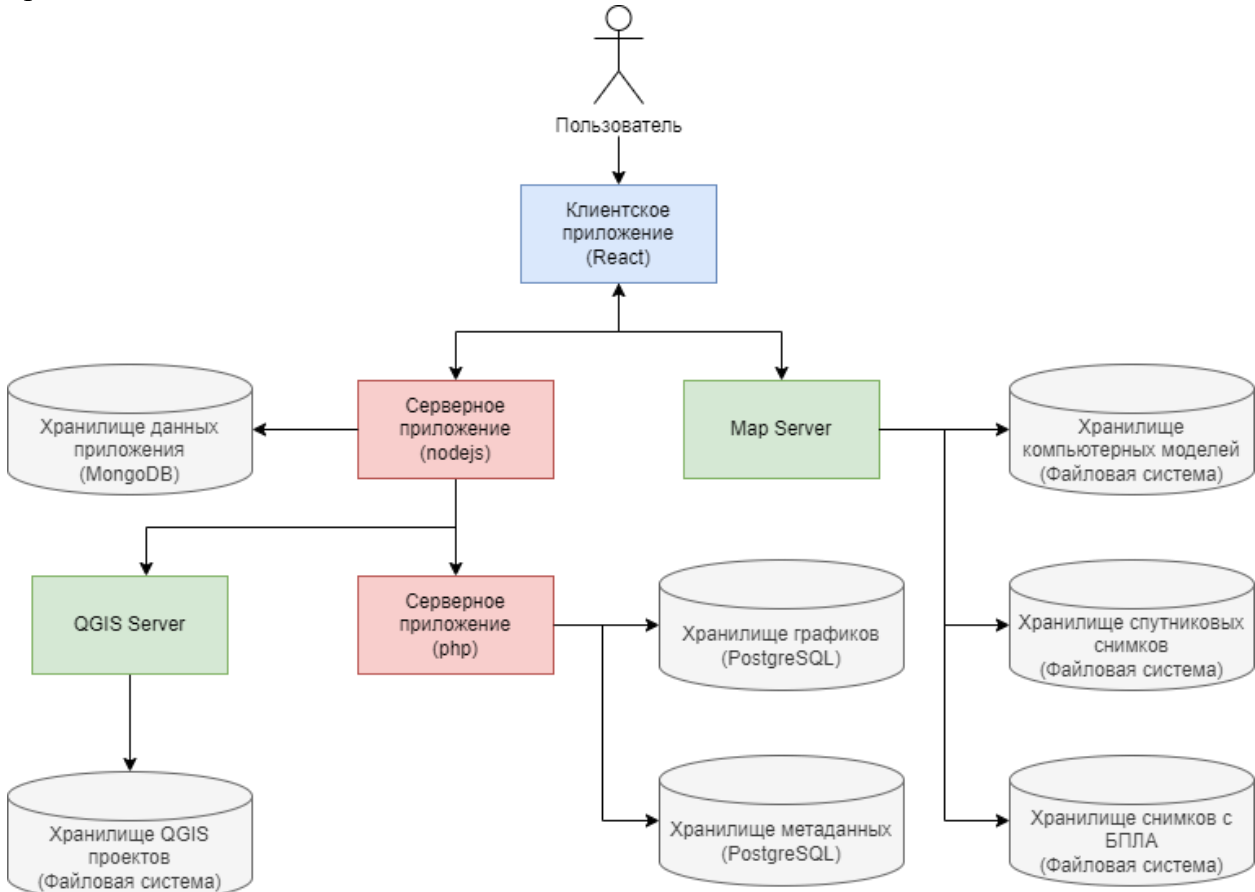 Пользователь
Клиентское
приложение
(React)
Хранилище данных
приложения
(MongoDB)
Серверное
приложение
(nodejs)
Map Server
Хранилище
компьютерных моделей
(Файловая система)
QGIS Server
Серверное
приложение
(php)
Хранилище графиков
(PostgreSQL)
Хранилище спутниковых
снимков
(Файловая система)
Хранилище QGIS
проектов
(Файловая система)
Хранилище метаданных
(PostgreSQL)
Хранилище снимков с
БПЛА
(Файловая система)